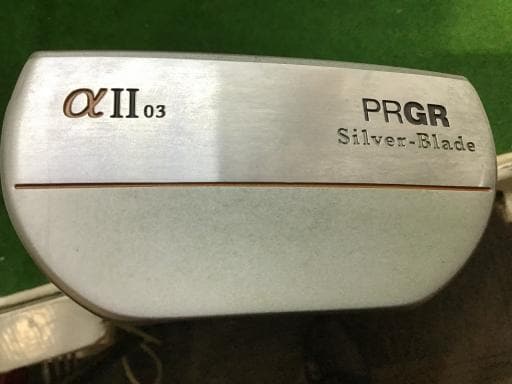 αII 03
PRGR
Silver-Blade